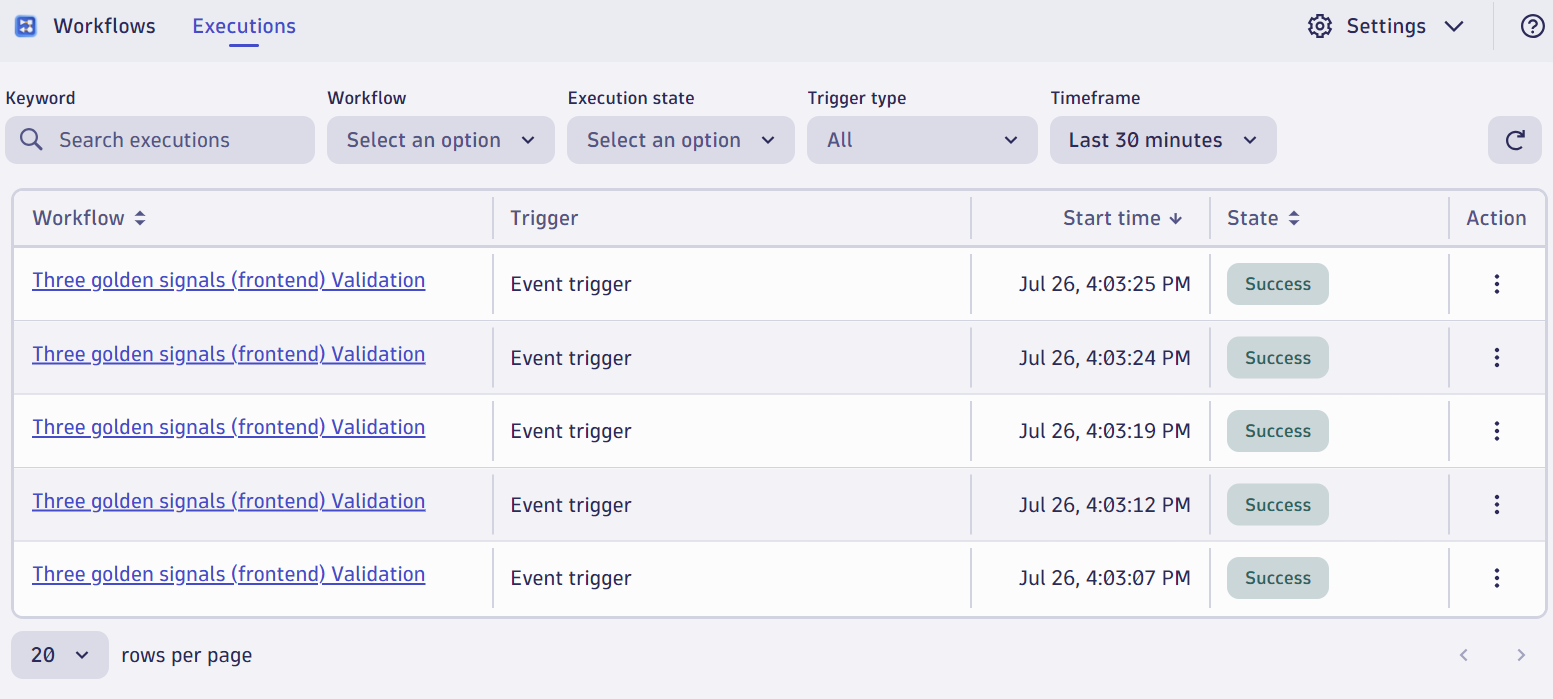 Workflows Executions Settings
Keyword Workflow Execution state Trigger type Timeframe
Search executions Select an option Select an option All Last 30 minutes
Workflow Trigger Start time State Action
Three golden signals (frontend) Validation Event trigger Jul 26, 4:03:25 PM Success
Three golden signals (frontend) Validation Event trigger Jul 26, 4:03:24 PM Success
Three golden signals (frontend) Validation Event trigger Jul 26, 4:03:19 PM Success
Three golden signals (frontend) Validation Event trigger Jul 26, 4:03:12 PM Success
Three golden signals (frontend) Validation Event trigger Jul 26, 4:03:07 PM Success
20 rows per page